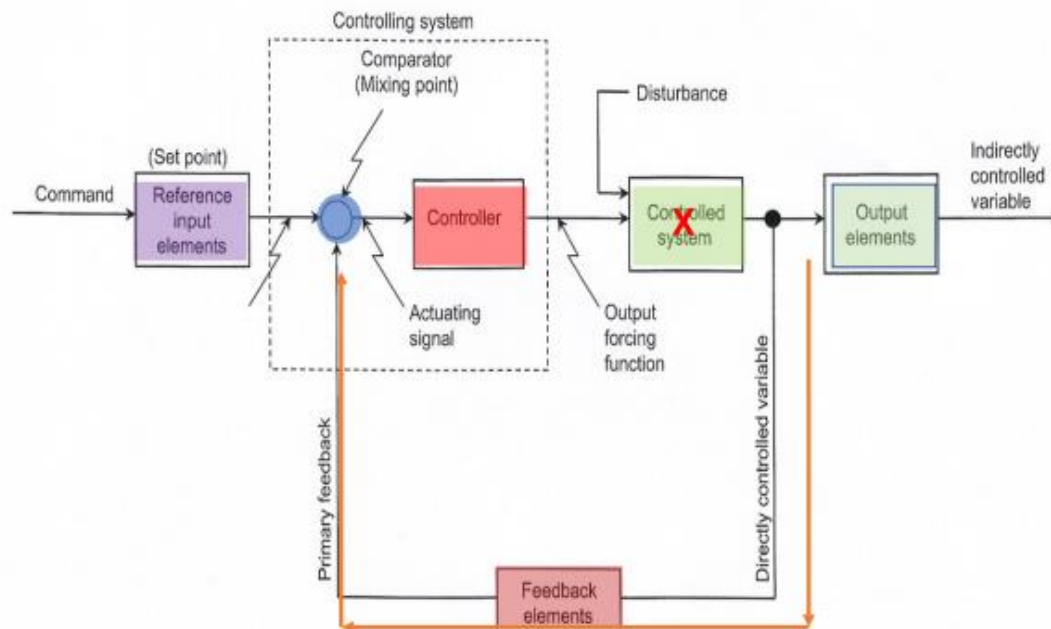 Controlling system
Comparator
(Mixing point)
Disturbance
(Set point)
Indirectly
controlled
variable
Command
Reference
input
elements
Controller
Controlled
system
X
Output
elements
Actuating
signal
Output
forcing
function
Primary feedback
Directly controlled variable
Feedback
elements